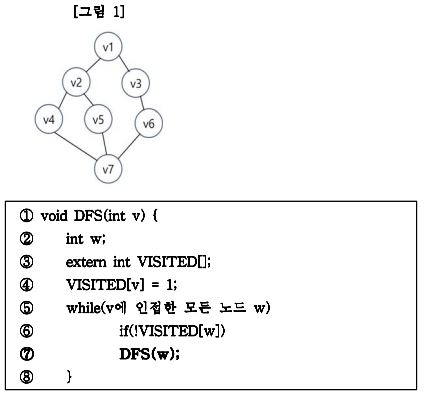 [그림 1]
v1
v2
v3
v4
v5
v6
v7
① void DFS(int v) {
② int w;
③ extern int VISITED[];
④ VISITED[v] = 1;
⑤ while(v에 인접한 모든 노드 w)
⑥ if(!VISITED[w])
⑦ DFS(w);
⑧ }